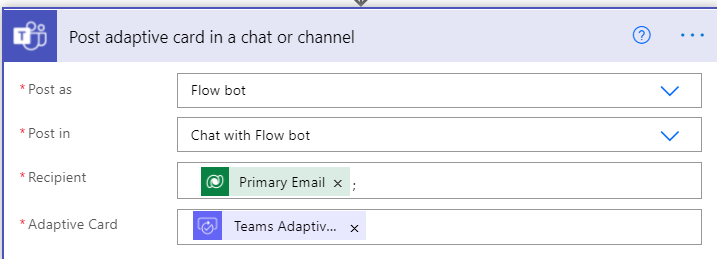 Post adaptive card in a chat or channel
* Post as
Flow bot
* Post in
Chat with Flow bot
* Recipient
Primary Email × ;
* Adaptive Card
Teams Adaptiv... ×